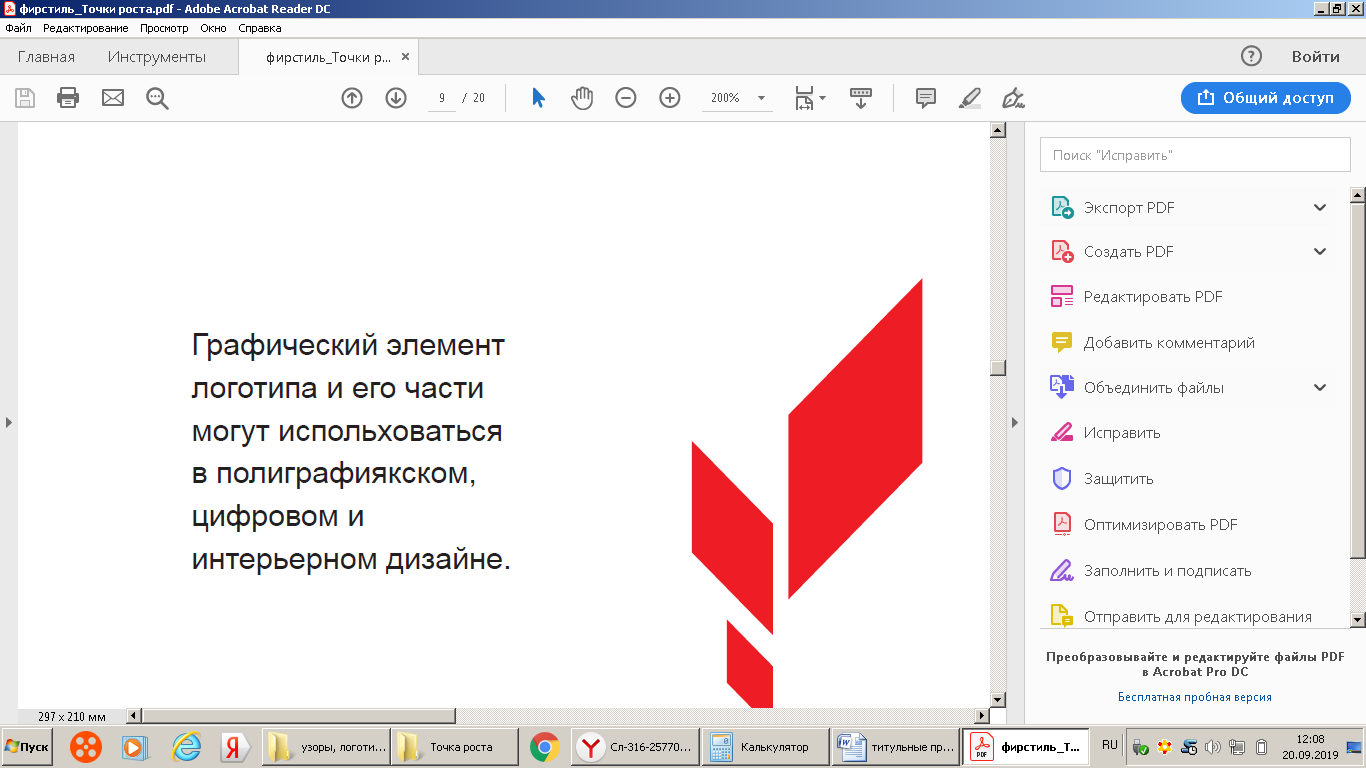 фирстиль_Точки роста.pdf - Adobe Acrobat Reader DC
Файл Редактирование Просмотр Окно Справка
Главная Инструменты фирстиль_Точки р... × Войти
9 / 20 200% Общий доступ
Графический элемент
логотипа и его части
могут испольховаться
в полиграфиякском,
цифровом и
интерьерном дизайне.
297 x 210 мм
Поиск "Исправить"
Экспорт PDF
Создать PDF
Редактировать PDF
Добавить комментарий
Объединить файлы
Исправить
Защитить
Оптимизировать PDF
Заполнить и подписать
Отправить для редактирования
Преобразовывайте и редактируйте файлы PDF
в Acrobat Pro DC
Бесплатная пробная версия
Пуск узоры, логоти... Точка роста Сл-316-25770... Калькулятор титульные пр... фирстиль_Т... RU 12:08
20.09.2019